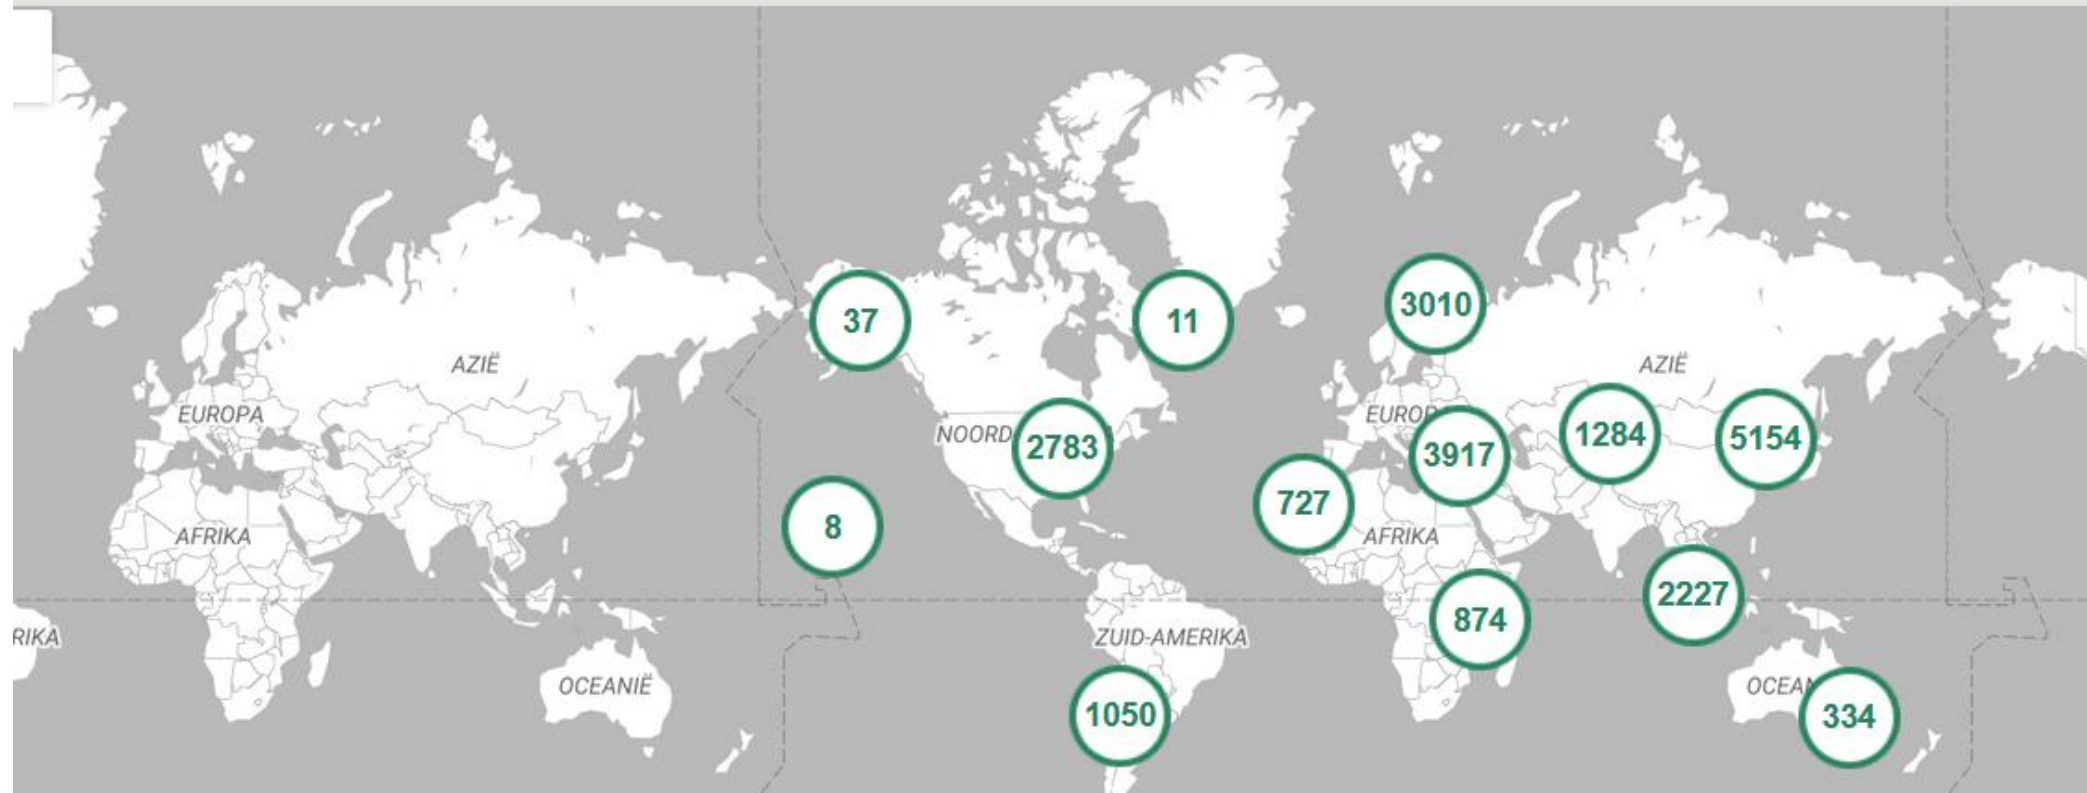 3010
37
11
AZIË
AZIË
EUROPA
EUROP
NOORD
2783
3917
1284
5154
727
8
AFRIKA
AFRIKA
2227
874
RIKA
ZUID-AMERIKA
OCEANIË
OCEAN
1050
334